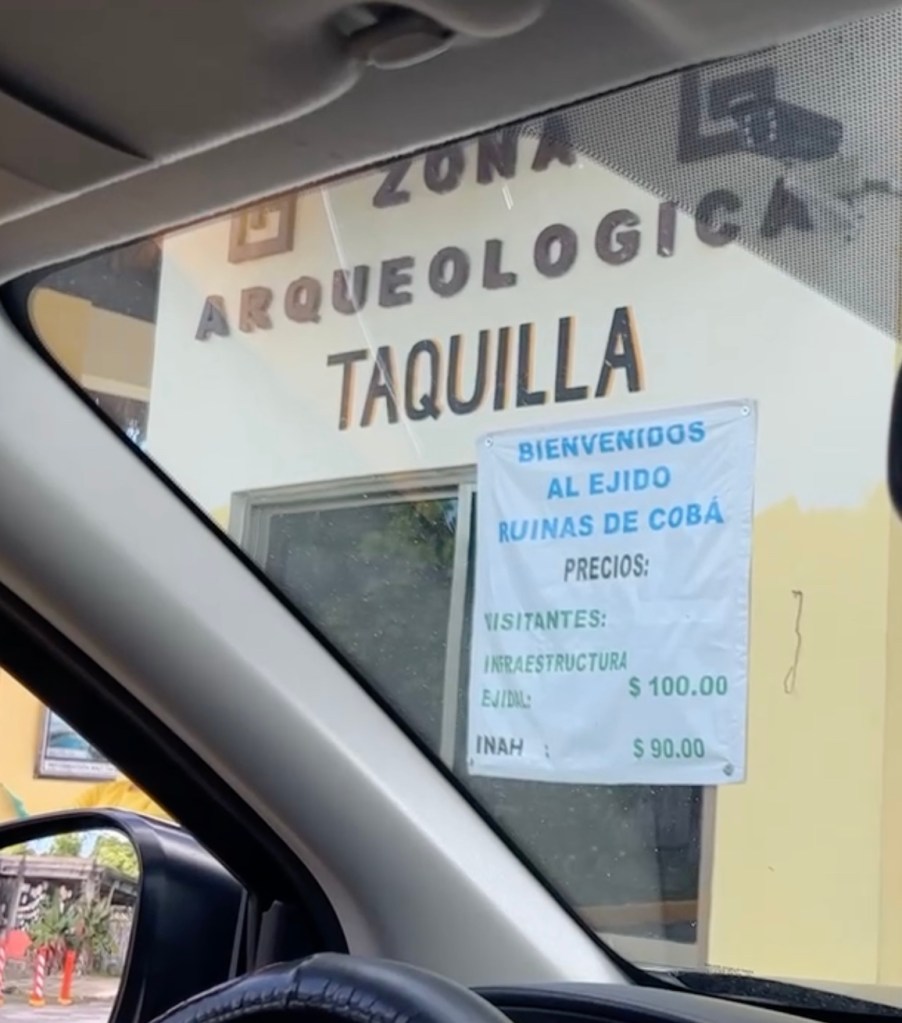 ZONA
ARQUEOLOGICA
TAQUILLA
BIENVENIDOS
AL EJIDO
RUINAS DE COBÁ
PRECIOS:
VISITANTES:
INFRAESTRUCTURA
EJIDAL: $ 100.00
INAH : $ 90.00